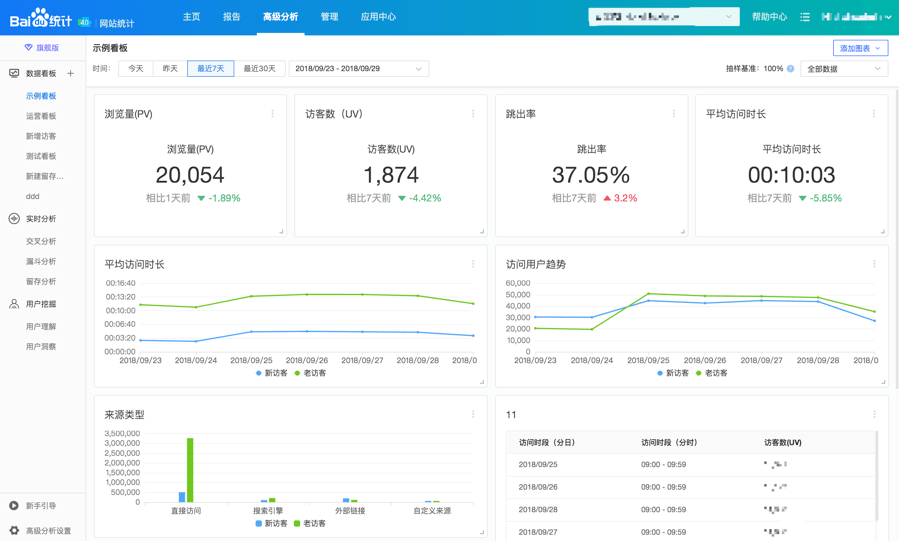 Bai du 统计 4.0 | 网站统计
主页 报告 高级分析 管理 应用中心
帮助中心
旗舰版
数据看板 +
示例看板
运营看板
新增访客
测试看板
新建留存...
ddd
实时分析
交叉分析
漏斗分析
留存分析
用户挖掘
用户理解
用户洞察
新手引导
高级分析设置
示例看板
添加图表
时间： 今天 昨天 最近7天 最近30天 2018/09/23 - 2018/09/29
抽样基准：100% ? 全部数据
浏览量(PV)
浏览量(PV)
20,054
相比1天前 -1.89%
访客数（UV）
访客数(UV)
1,874
相比7天前 -4.42%
跳出率
跳出率
37.05%
相比7天前 3.2%
平均访问时长
平均访问时长
00:10:03
相比7天前 -5.85%
平均访问时长
00:16:40
00:13:20
00:10:00
00:06:40
00:03:20
00:00:00
2018/09/23 2018/09/24 2018/09/25 2018/09/26 2018/09/27 2018/09/28 2018/0
新访客 老访客
访问用户趋势
60,000
50,000
40,000
30,000
20,000
10,000
0
2018/09/23 2018/09/24 2018/09/25 2018/09/26 2018/09/27 2018/09/28 2018/0
新访客 老访客
来源类型
3,500,000
3,000,000
2,500,000
2,000,000
1,500,000
1,000,000
500,000
0
直接访问 搜索引擎 外部链接 自定义来源
新访客 老访客
11
访问时段（分日） 访问时段（分时） 访客数(UV)
2018/09/25 09:00 - 09:59
2018/09/26 09:00 - 09:59
2018/09/28 09:00 - 09:59
2018/09/27 09:00 - 09:59